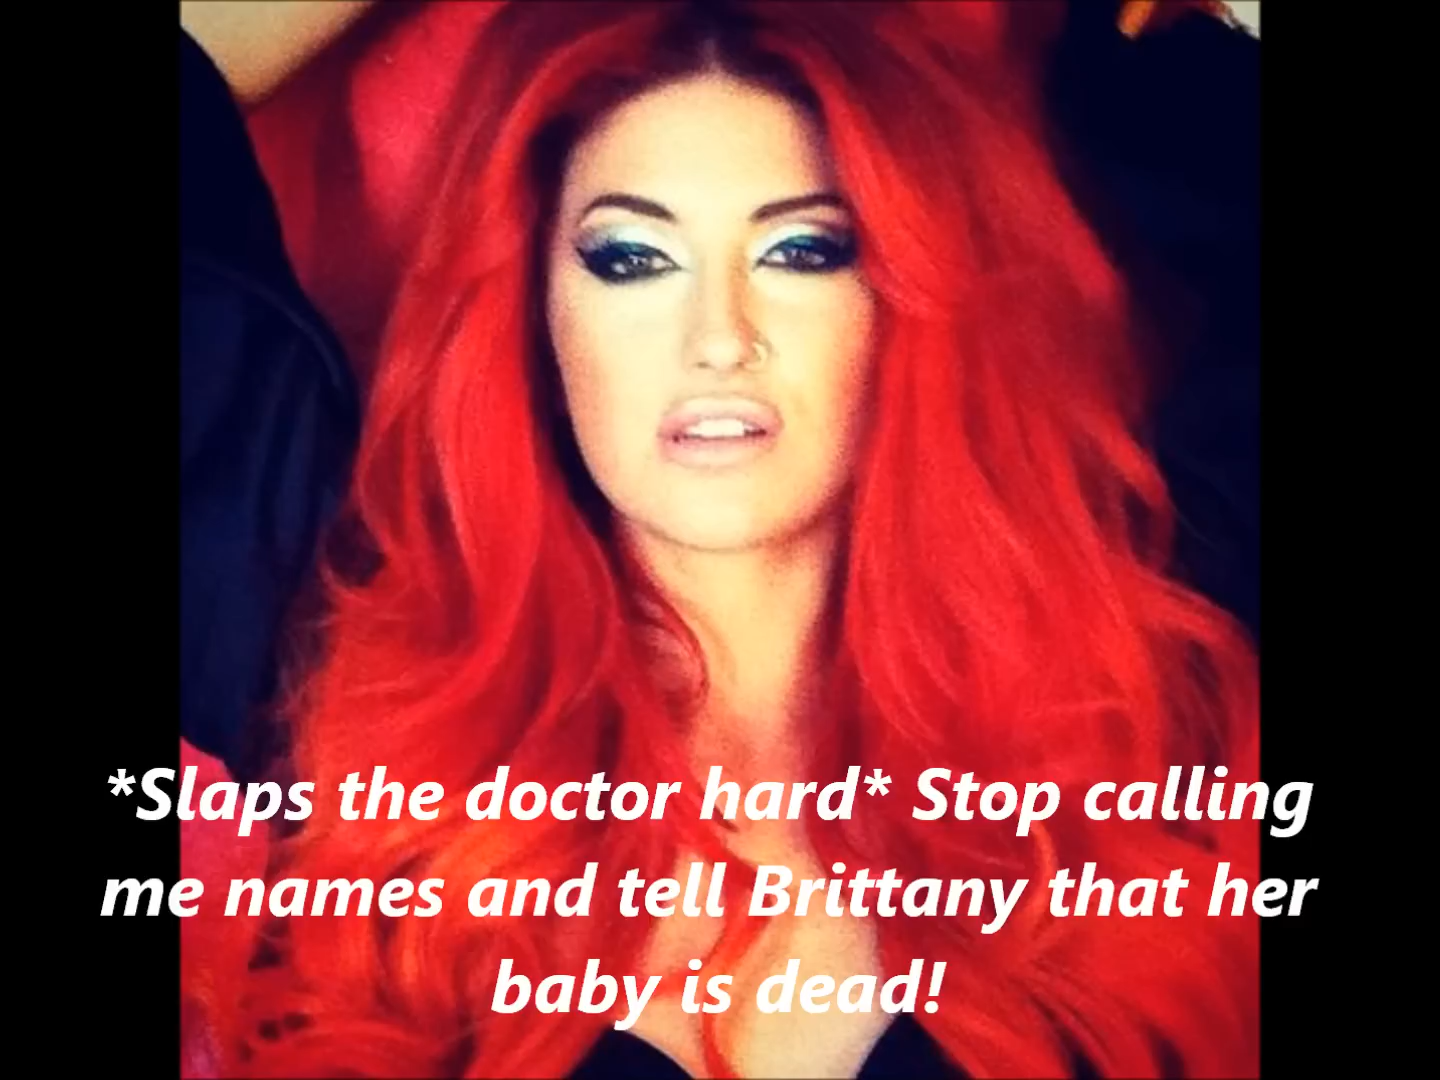 *Slaps the doctor hard* Stop calling
me names and tell Brittany that her
baby is dead!